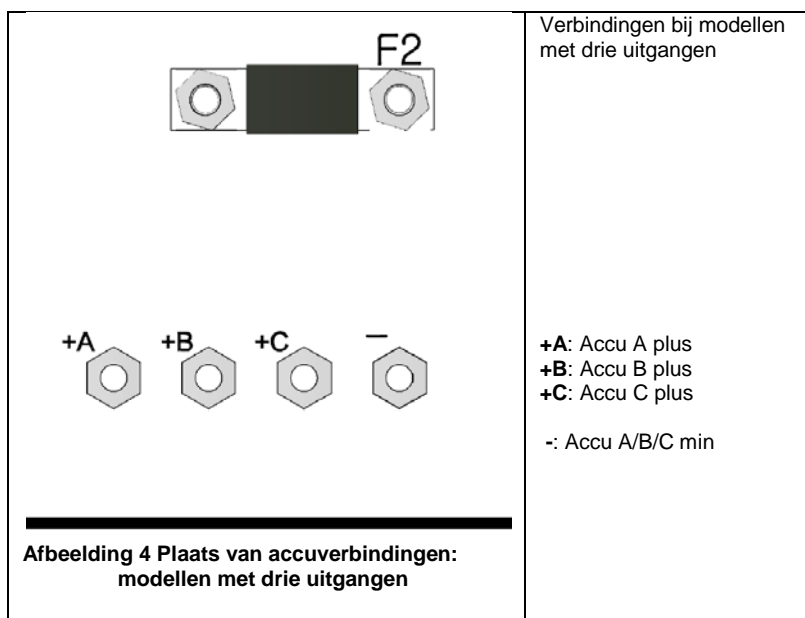 F2
Verbindingen bij modellen
met drie uitgangen
+A +B +C –
+A: Accu A plus
+B: Accu B plus
+C: Accu C plus
-: Accu A/B/C min
Afbeelding 4 Plaats van accuverbindingen:
modellen met drie uitgangen